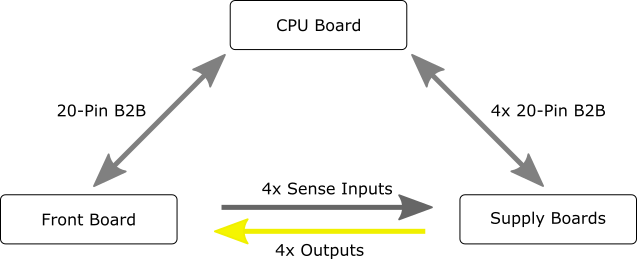 CPU Board
20-Pin B2B
4x 20-Pin B2B
4x Sense Inputs
Front Board
Supply Boards
4x Outputs